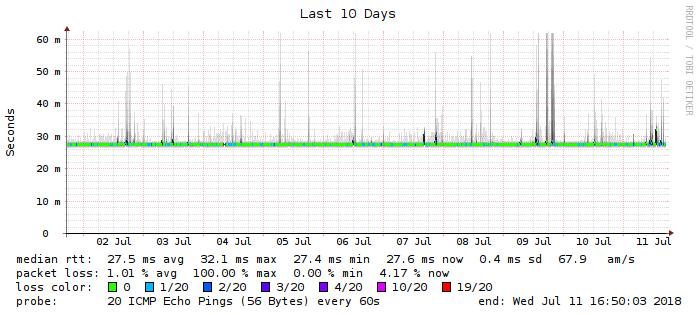 Last 10 Days
RRDTOOL / TOBI OETIKER
Seconds
60 m
50 m
40 m
30 m
20 m
10 m
0
02 Jul 03 Jul 04 Jul 05 Jul 06 Jul 07 Jul 08 Jul 09 Jul 10 Jul 11 Jul
median rtt: 27.5 ms avg 32.1 ms max 27.4 ms min 27.6 ms now 0.4 ms sd 67.9 am/s
packet loss: 1.01 % avg 100.00 % max 0.00 % min 4.17 % now
loss color: 0 1/20 2/20 3/20 4/20 10/20 19/20
probe: 20 ICMP Echo Pings (56 Bytes) every 60s end: Wed Jul 11 16:50:03 2018